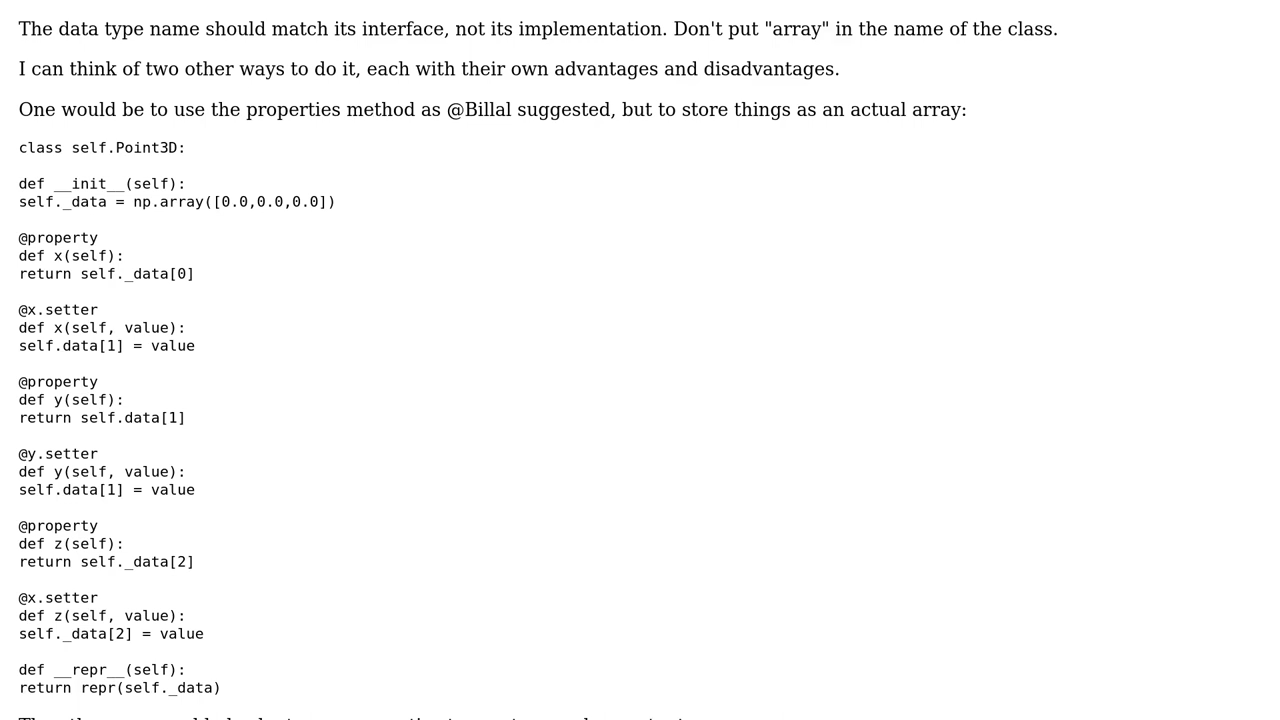 The data type name should match its interface, not its implementation. Don't put "array" in the name of the class.
I can think of two other ways to do it, each with their own advantages and disadvantages.
One would be to use the properties method as @Billal suggested, but to store things as an actual array:
class self.Point3D:
def __init__(self):
self._data = np.array([0.0,0.0,0.0])
@property
def x(self):
return self._data[0]
@x.setter
def x(self, value):
self.data[1] = value
@property
def y(self):
return self.data[1]
@y.setter
def y(self, value):
self.data[1] = value
@property
def z(self):
return self._data[2]
@x.setter
def z(self, value):
self._data[2] = value
def __repr__(self):
return repr(self._data)